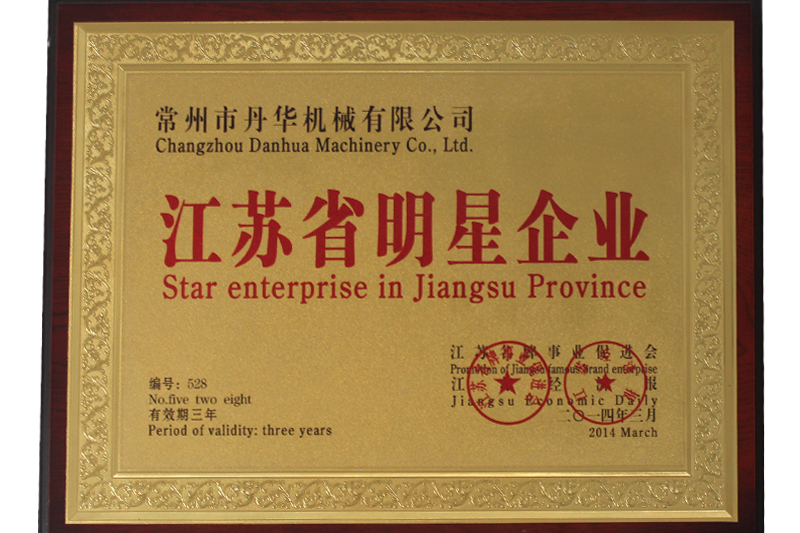 常州市丹华机械有限公司
Changzhou Danhua Machinery Co., Ltd.
江苏省明星企业
Star enterprise in Jiangsu Province
编号：528
No.five two eight
有效期三年
Period of validity: three years
江苏省牌事业促进会
Promotion of Jiangsu famous brand enterprise
江 经 报
Jiangsu Economic Daily
二〇一四年三月
2014 March